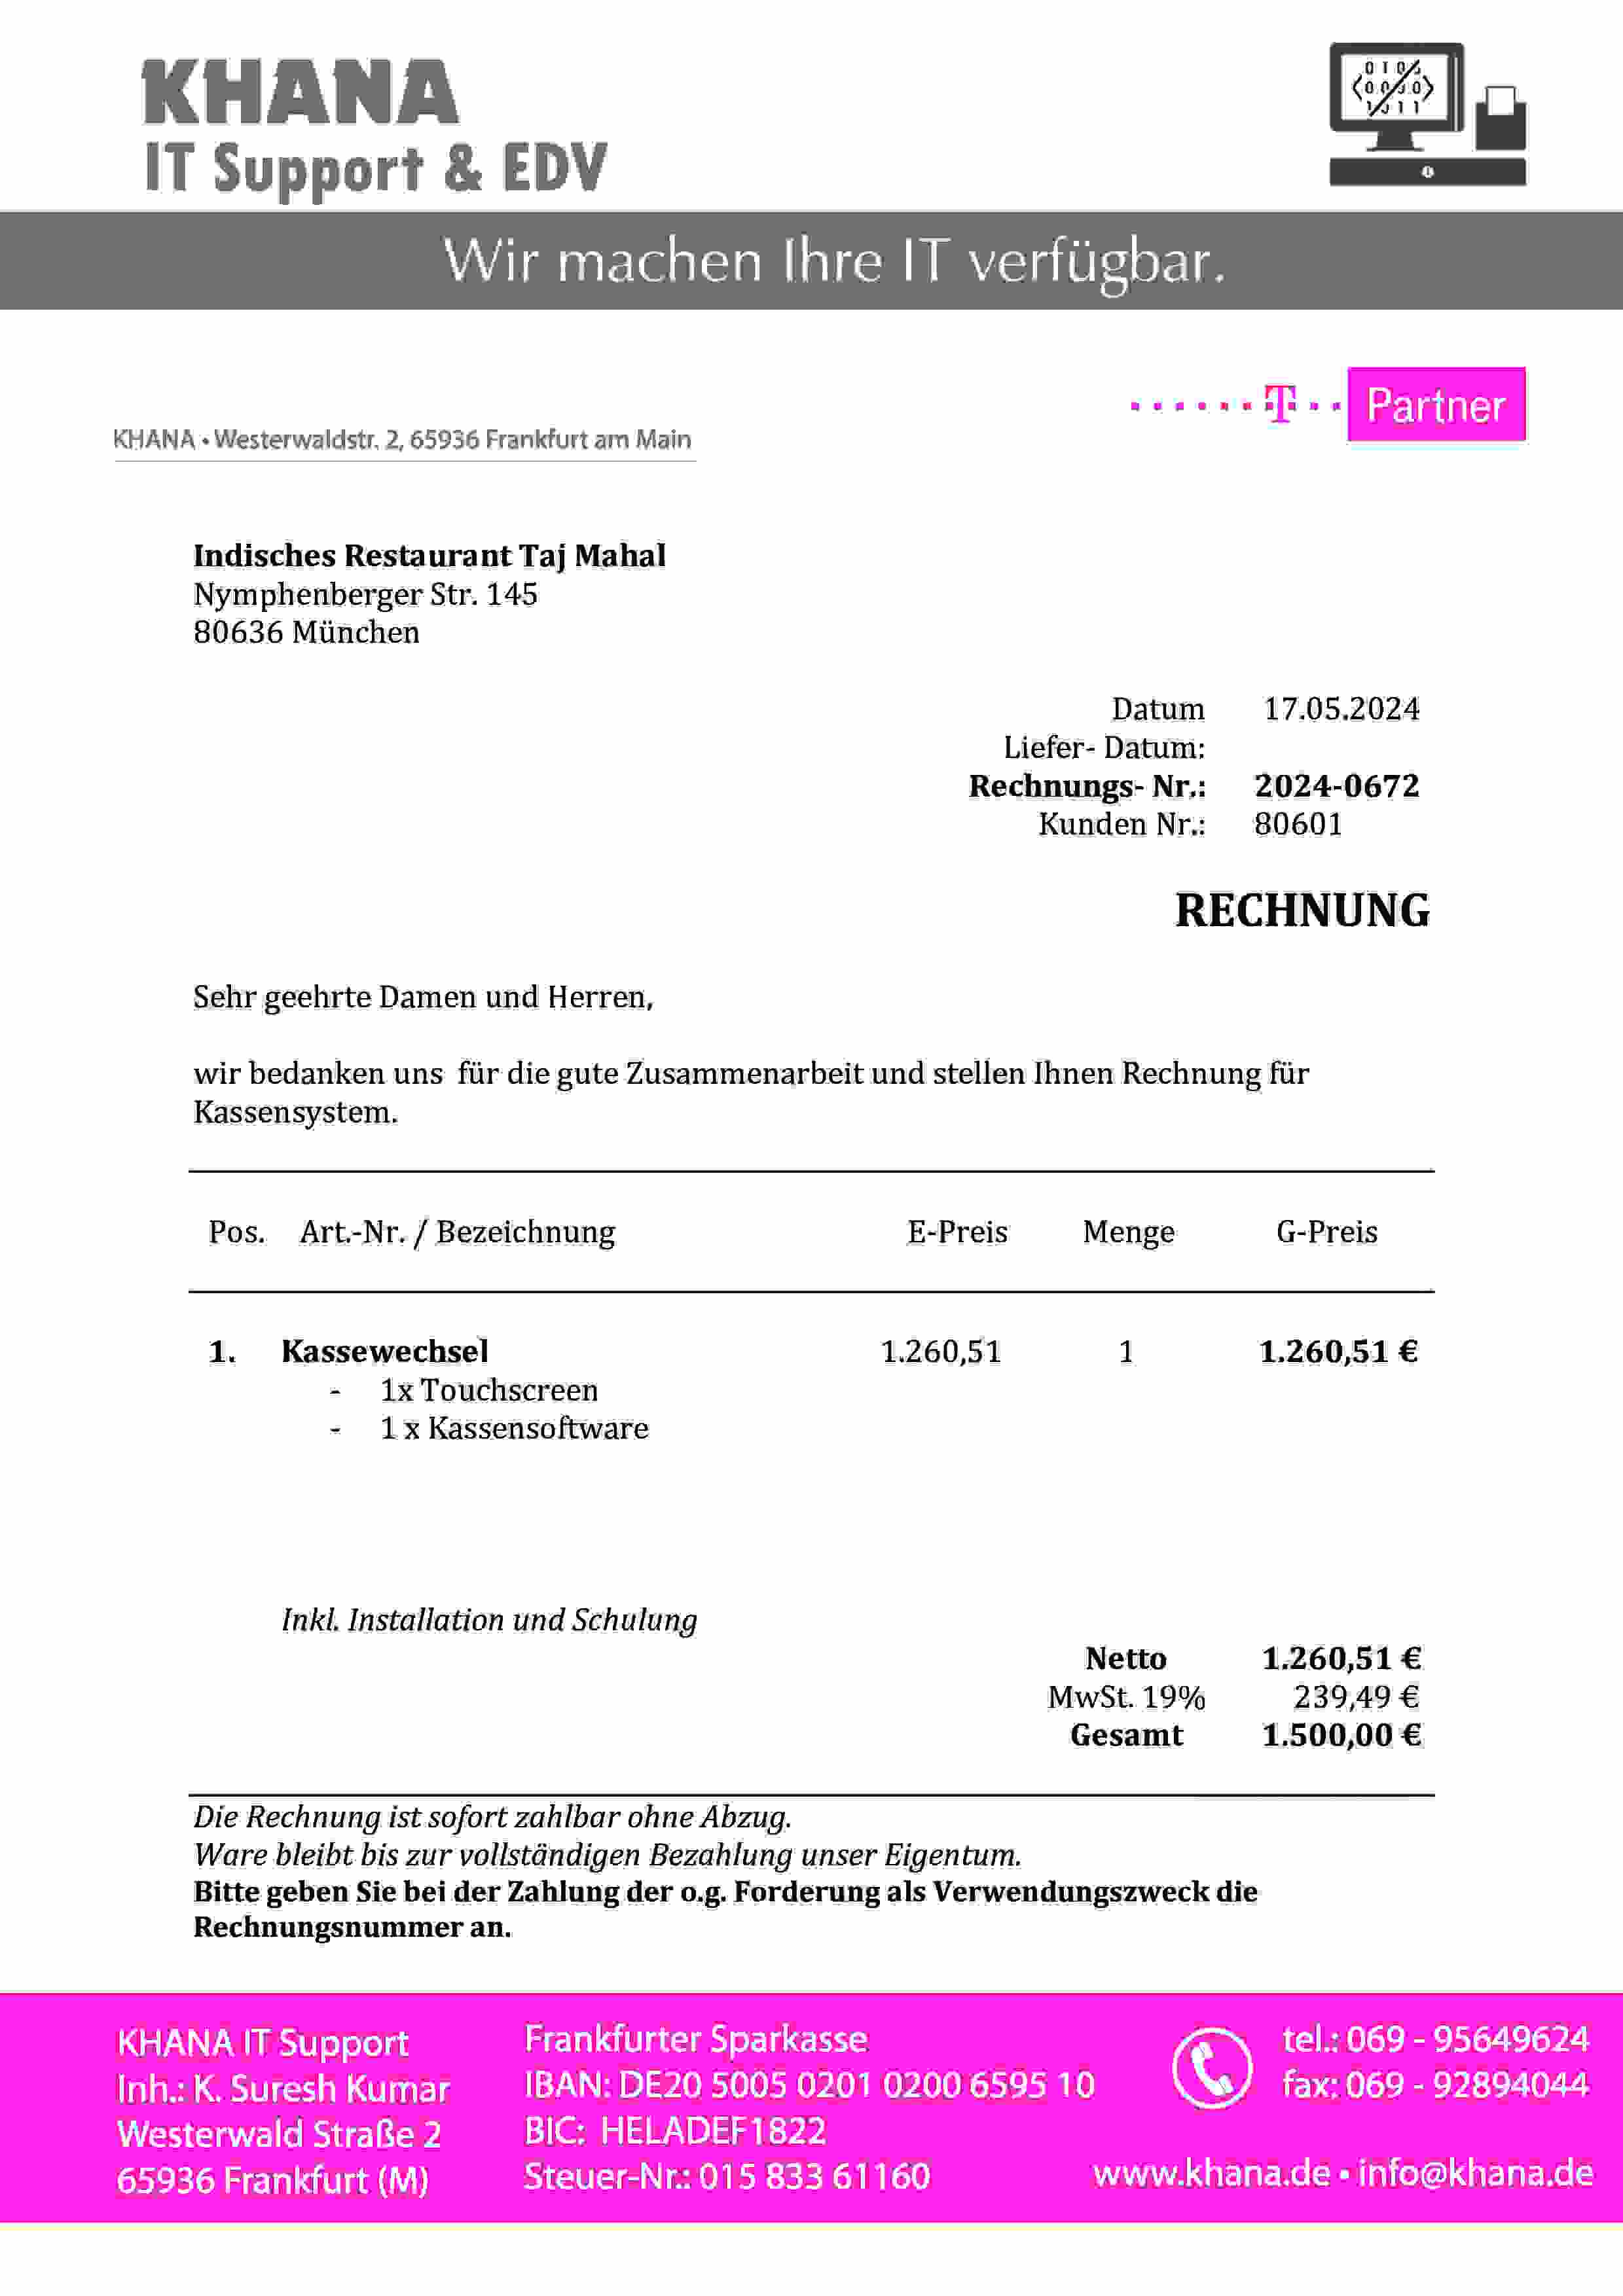 KHANA
IT Support & EDV
Wir machen Ihre IT verfügbar.
T Partner
KHANA • Westerwaldstr. 2, 65936 Frankfurt am Main
Indisches Restaurant Taj Mahal
Nymphenberger Str. 145
80636 München
Datum 17.05.2024
Liefer- Datum:
Rechnungs- Nr.: 2024-0672
Kunden Nr.: 80601
RECHNUNG
Sehr geehrte Damen und Herren,
wir bedanken uns für die gute Zusammenarbeit und stellen Ihnen Rechnung für
Kassensystem.
Pos. Art.-Nr. / Bezeichnung E-Preis Menge G-Preis
1. Kassewechsel 1.260,51 1 1.260,51 €
- 1x Touchscreen
- 1 x Kassensoftware
Inkl. Installation und Schulung
Netto 1.260,51 €
MwSt. 19% 239,49 €
Gesamt 1.500,00 €
Die Rechnung ist sofort zahlbar ohne Abzug.
Ware bleibt bis zur vollständigen Bezahlung unser Eigentum.
Bitte geben Sie bei der Zahlung der o.g. Forderung als Verwendungszweck die
Rechnungsnummer an.
KHANA IT Support
Inh.: K. Suresh Kumar
Westerwald Straße 2
65936 Frankfurt (M)
Frankfurter Sparkasse
IBAN: DE20 5005 0201 0200 6595 10
BIC: HELADEF1822
Steuer-Nr.: 015 833 61160
tel.: 069 - 95649624
fax: 069 - 92894044
www.khana.de • info@khana.de